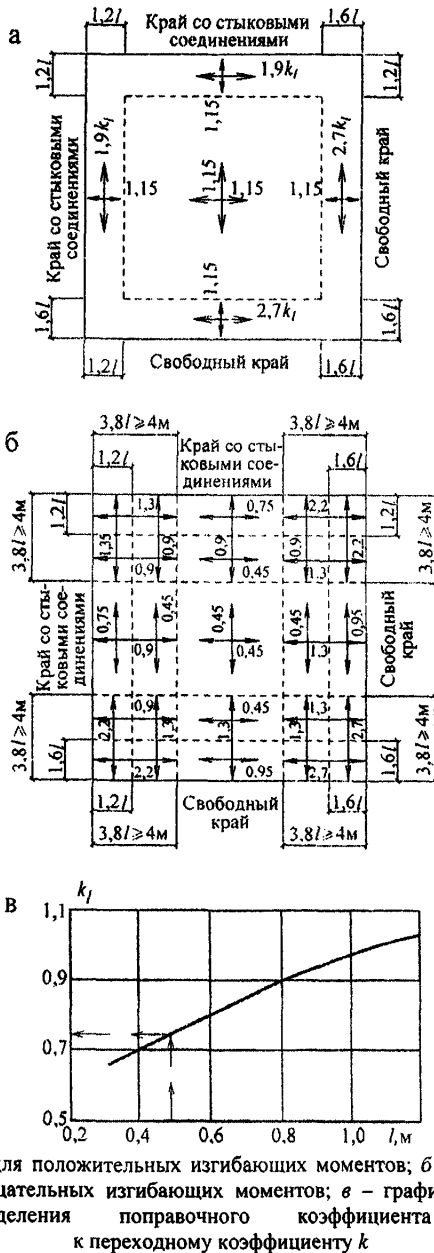 а
1,2l
Край со стыковыми
соединениями
1,6l
1,2l
1,9k_l
1,2l
1,15
Край со стыковыми
соединениями
1,9k_l
1,15
1,15
1,15
1,15
2,7k_l
Свободный край
1,15
1,6l
2,7k_l
1,6l
1,2l
Свободный край
1,6l
б
3,8l⩾4м
3,8l⩾4м
1,2l
Край со сты-
ковыми сое-
динениями
1,6l
3,8l⩾4м
1,2l
1,3
0,75
2,2
1,2l
3,8l⩾4м
1,35
0,9
0,9
0,9
2,2
0,9
0,45
1,3
Край со сты-
ковыми сое-
динениями
0,75
0,45
0,45
0,45
0,95
0,9
0,45
1,3
Свободный
край
3,8l⩾4м
0,9
0,45
1,3
3,8l⩾4м
2,2
1,3
1,3
2,7
1,6l
2,2
0,95
2,7
1,6l
1,2l
Свободный
край
1,6l
3,8l⩾4м
3,8l⩾4м
в
k_l
1,1
0,9
0,7
0,5
0,2
0,4
0,6
0,8
1,0
l, м
для положительных изгибающих моментов; б
цательных изгибающих моментов; в – графи
деления поправочного коэффициента
к переходному коэффициенту k